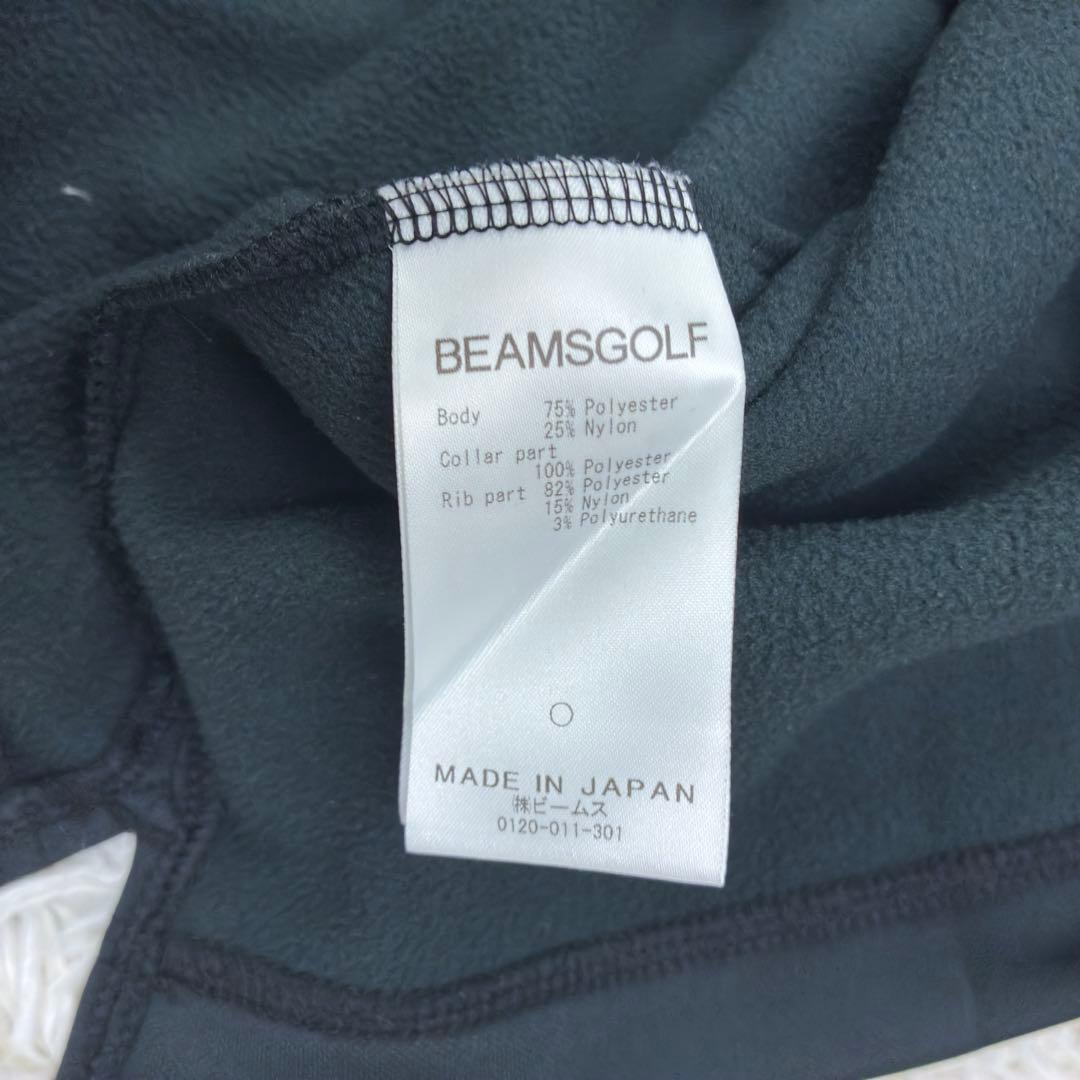 BEAMSGOLF
Body 75% Polyester
25% Nylon
Collar part
100% Polyester
Rib part 82% Polyester
15% Nylon
3% Polyurethane
MADE IN JAPAN
㈱ビームス
0120-011-301